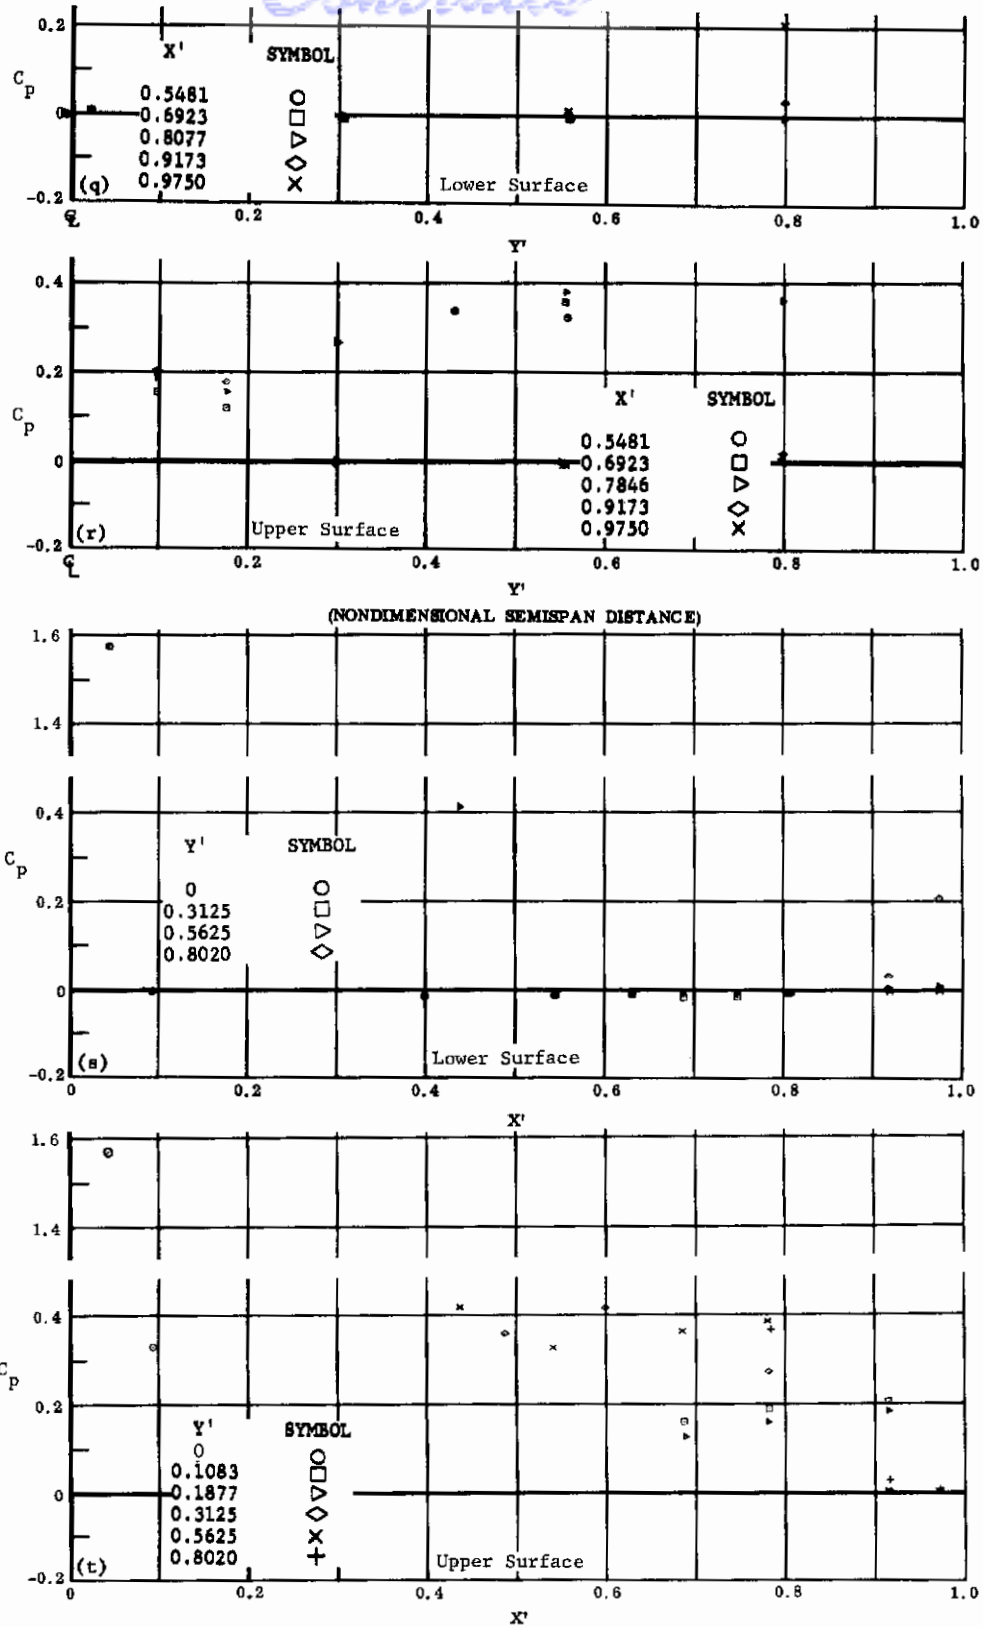 0.2
X' SYMBOL
C p
0.5481
0 0.6923
0.8077
0.9173
-0.2 (q) 0.9750 Lower Surface
℄ 0.2 0.4 0.6 0.8 1.0
Y'
0.4
0.2
X' SYMBOL
C p
0.5481
0 0.6923
0.7846
0.9173
(r) Upper Surface 0.9750
-0.2
℄ 0.2 0.4 0.6 0.8 1.0
Y'
(NONDIMENSIONAL SEMISPAN DISTANCE)
1.6
1.4
0.4
Y' SYMBOL
C p
0
0.2 0.3125
0.5625
0.8020
0
(s) Lower Surface
-0.2
0 0.2 0.4 0.6 0.8 1.0
X'
1.6
1.4
0.4
C p
0.2
Y' SYMBOL
0
0.1083
0 0.1877
0.3125
0.5625
0.8020
(t) Upper Surface
-0.2
0 0.2 0.4 0.6 0.8 1.0
X'